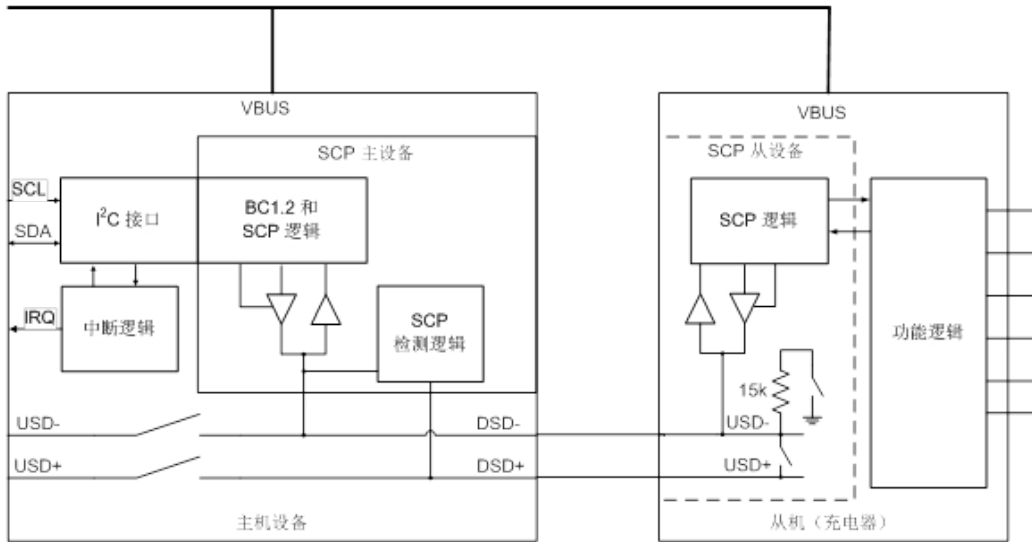 VBUS
VBUS
SCP 主设备
SCP 从设备
SCL
SDA
I²C 接口
BC1.2 和
SCP 逻辑
SCP 逻辑
IRQ
中断逻辑
SCP
检测逻辑
功能逻辑
15k
USD-
DSD-
USD-
USD+
DSD+
USD+
主机设备
从机（充电器）